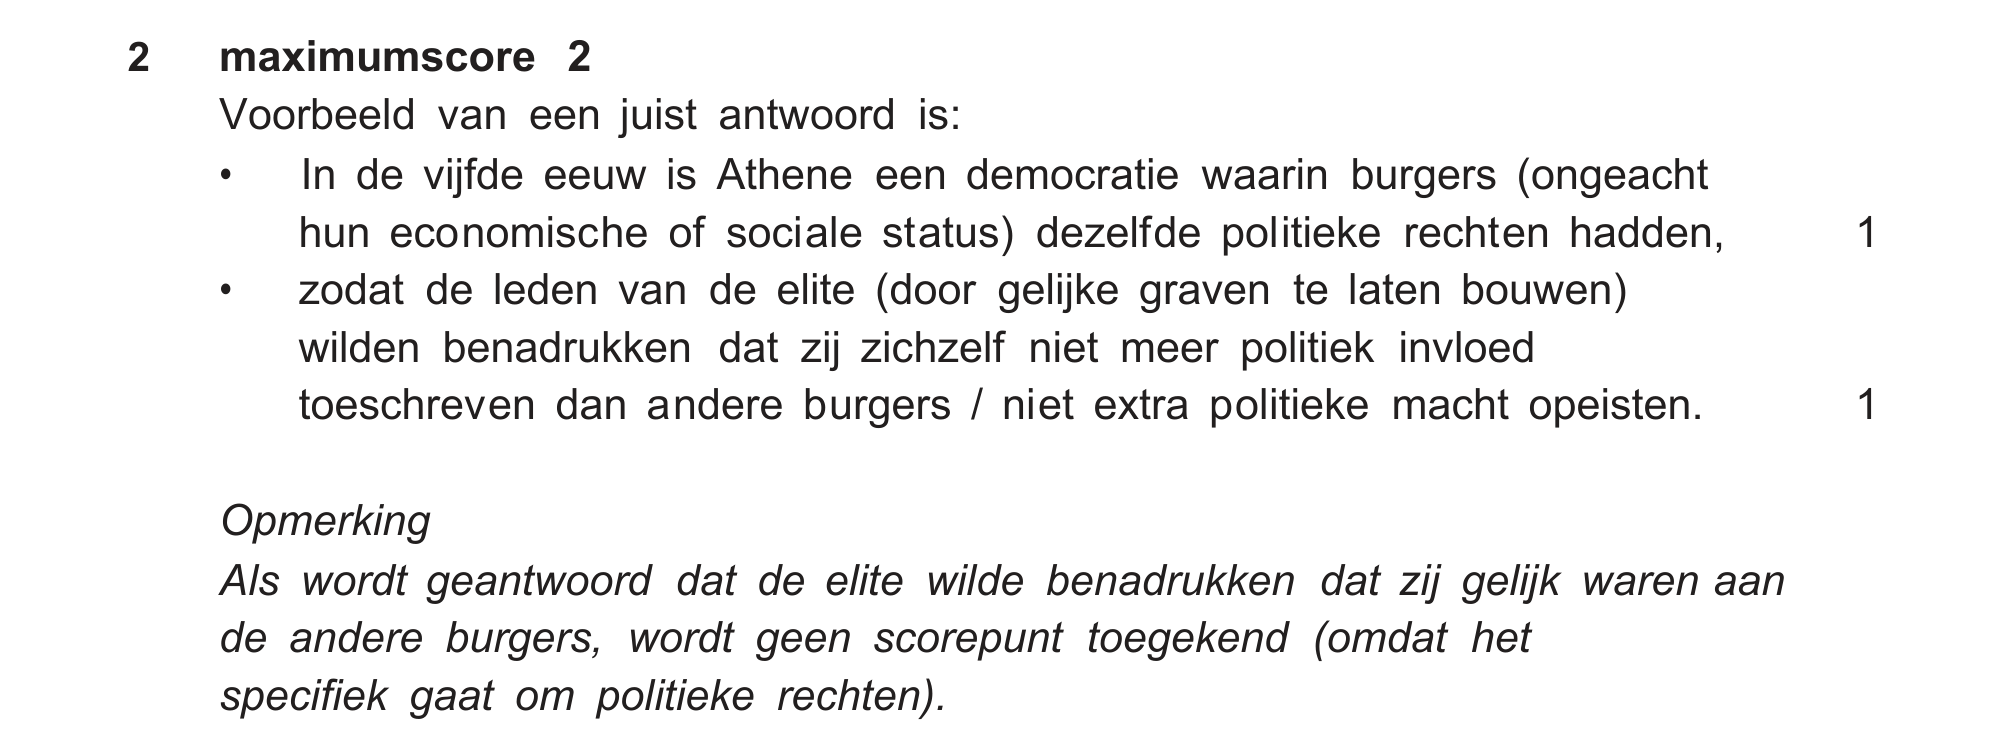 2 maximumscore 2
Voorbeeld van een juist antwoord is:
• In de vijfde eeuw is Athene een democratie waarin burgers (ongeacht
hun economische of sociale status) dezelfde politieke rechten hadden, 1
• zodat de leden van de elite (door gelijke graven te laten bouwen)
wilden benadrukken dat zij zichzelf niet meer politiek invloed
toeschreven dan andere burgers / niet extra politieke macht opeisten. 1
Opmerking
Als wordt geantwoord dat de elite wilde benadrukken dat zij gelijk waren aan
de andere burgers, wordt geen scorepunt toegekend (omdat het
specifiek gaat om politieke rechten).